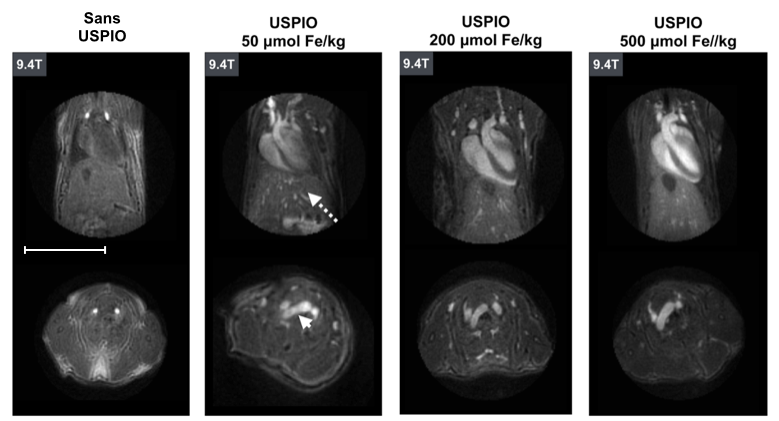 Sans
USPIO
USPIO
50 µmol Fe/kg
USPIO
200 µmol Fe/kg
USPIO
500 µmol Fe//kg
9.4T
9.4T
9.4T
9.4T